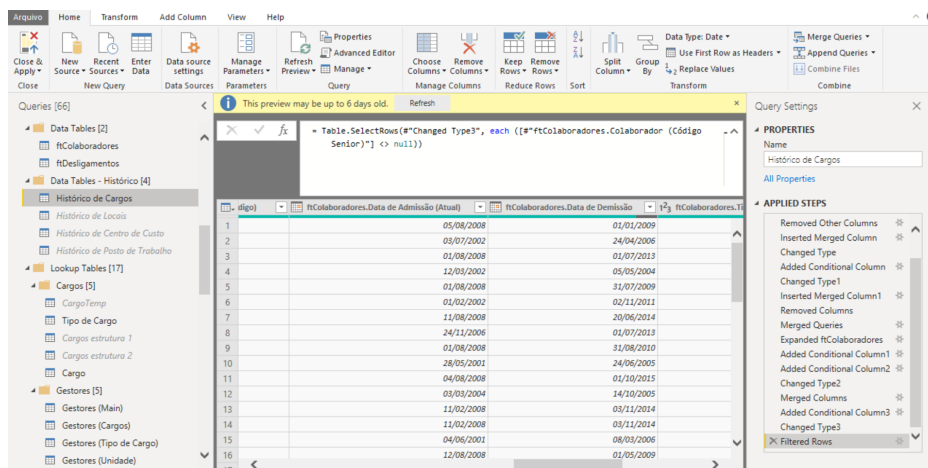 Arquivo Home Transform Add Column View Help
Close & Apply New Source Recent Sources Enter Data Data source settings Manage Parameters Refresh Preview Properties Advanced Editor Manage Choose Columns Remove Columns Keep Rows Remove Rows Split Column Group By Data Type: Date Use First Row as Headers Replace Values Merge Queries Append Queries Combine Files
Close New Query Data Sources Parameters Query Manage Columns Reduce Rows Sort Transform Combine
Queries [66]
Data Tables [2]
ftColaboradores
ftDesligamentos
Data Tables - Histórico [4]
Histórico de Cargos
Histórico de Locais
Histórico de Centro de Custo
Histórico de Posto de Trabalho
Lookup Tables [17]
Cargos [5]
CargoTemp
Tipo de Cargo
Cargos estrutura 1
Cargos estrutura 2
Cargo
Gestores [5]
Gestores (Main)
Gestores (Cargos)
Gestores (Tipo de Cargo)
Gestores (Unidade)
This preview may be up to 6 days old. Refresh
fx = Table.SelectRows(#"Changed Type3", each ([#"ftColaboradores.Colaborador (Código
Senior)"] <> null))
digo) ftColaboradores.Data de Admissão (Atual) ftColaboradores.Data de Demissão 123 ftColaboradores.Ti
1 05/08/2008 01/01/2009
2 03/07/2002 24/04/2006
3 01/08/2008 01/07/2013
4 12/03/2002 05/05/2004
5 01/08/2008 31/07/2009
6 01/02/2002 02/11/2011
7 11/08/2008 20/06/2014
8 24/11/2006 01/07/2013
9 01/08/2008 31/08/2010
10 28/05/2001 24/06/2005
11 04/08/2008 01/10/2015
12 03/03/2004 14/10/2005
13 11/02/2008 03/11/2014
14 11/02/2008 03/11/2014
15 04/06/2001 08/03/2006
16 12/08/2008 01/05/2009
Query Settings
PROPERTIES
Name
Histórico de Cargos
All Properties
APPLIED STEPS
Removed Other Columns
Inserted Merged Column
Changed Type
Added Conditional Column
Changed Type1
Inserted Merged Column1
Removed Columns
Merged Queries
Expanded ftColaboradores
Added Conditional Column1
Added Conditional Column2
Changed Type2
Merged Columns
Added Conditional Column3
Changed Type3
Filtered Rows